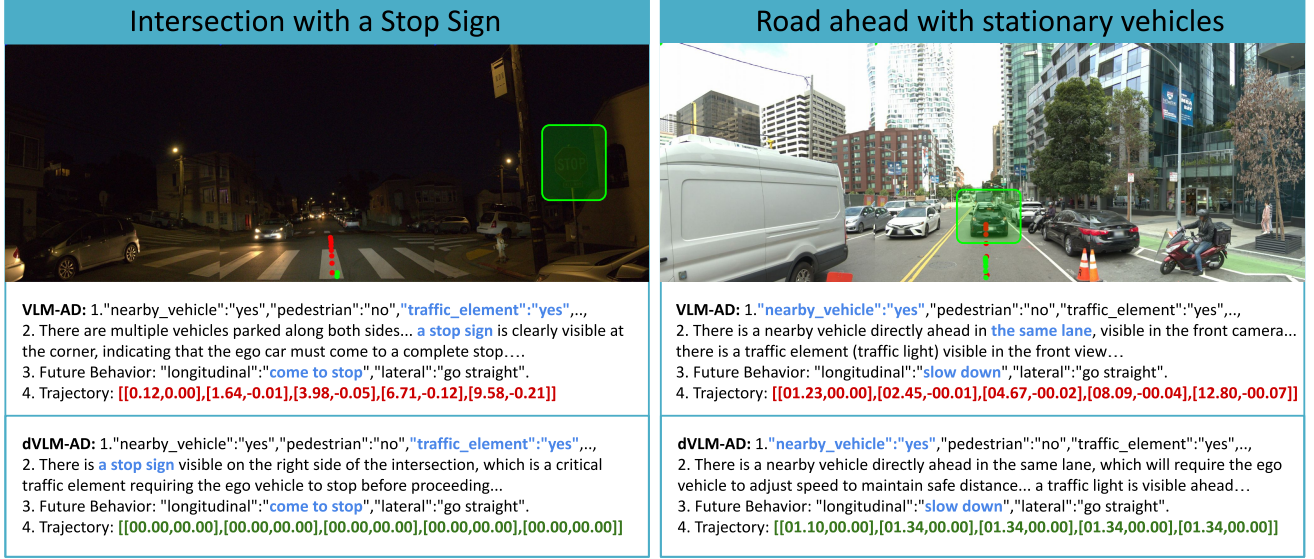 Intersection with a Stop Sign
STOP
VLM-AD: 1."nearby_vehicle":"yes","pedestrian":"no","traffic_element":"yes",..,
2. There are multiple vehicles parked along both sides... a stop sign is clearly visible at
the corner, indicating that the ego car must come to a complete stop....
3. Future Behavior: "longitudinal":"come to stop","lateral":"go straight".
4. Trajectory: [[0.12,0.00],[1.64,-0.01],[3.98,-0.05],[6.71,-0.12],[9.58,-0.21]]
dVLM-AD: 1."nearby_vehicle":"yes","pedestrian":"no","traffic_element":"yes",..,
2. There is a stop sign visible on the right side of the intersection, which is a critical
traffic element requiring the ego vehicle to stop before proceeding...
3. Future Behavior: "longitudinal":"come to stop","lateral":"go straight".
4. Trajectory: [[00.00,00.00],[00.00,00.00],[00.00,00.00],[00.00,00.00],[00.00,00.00]]
Road ahead with stationary vehicles
VLM-AD: 1."nearby_vehicle":"yes","pedestrian":"no","traffic_element":"yes",..,
2. There is a nearby vehicle directly ahead in the same lane, visible in the front camera...
there is a traffic element (traffic light) visible in the front view...
3. Future Behavior: "longitudinal":"slow down","lateral":"go straight".
4. Trajectory: [[01.23,00.00],[02.45,-00.01],[04.67,-00.02],[08.09,-00.04],[12.80,-00.07]]
dVLM-AD: 1."nearby_vehicle":"yes","pedestrian":"no","traffic_element":"yes",..,
2. There is a nearby vehicle directly ahead in the same lane, which will require the ego
vehicle to adjust speed to maintain safe distance... a traffic light is visible ahead...
3. Future Behavior: "longitudinal":"slow down","lateral":"go straight".
4. Trajectory: [[01.10,00.00],[01.34,00.00],[01.34,00.00],[01.34,00.00],[01.34,00.00]]